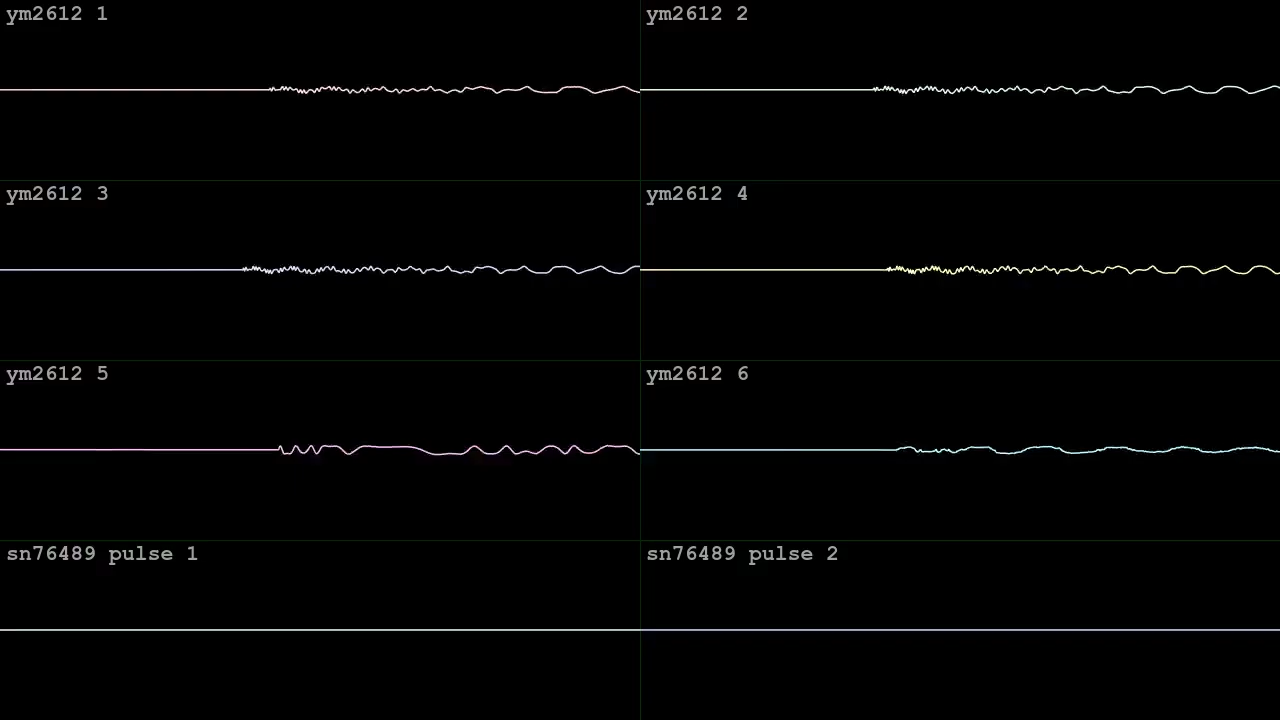 ym2612 1
ym2612 2
ym2612 3
ym2612 4
ym2612 5
ym2612 6
sn76489 pulse 1
sn76489 pulse 2